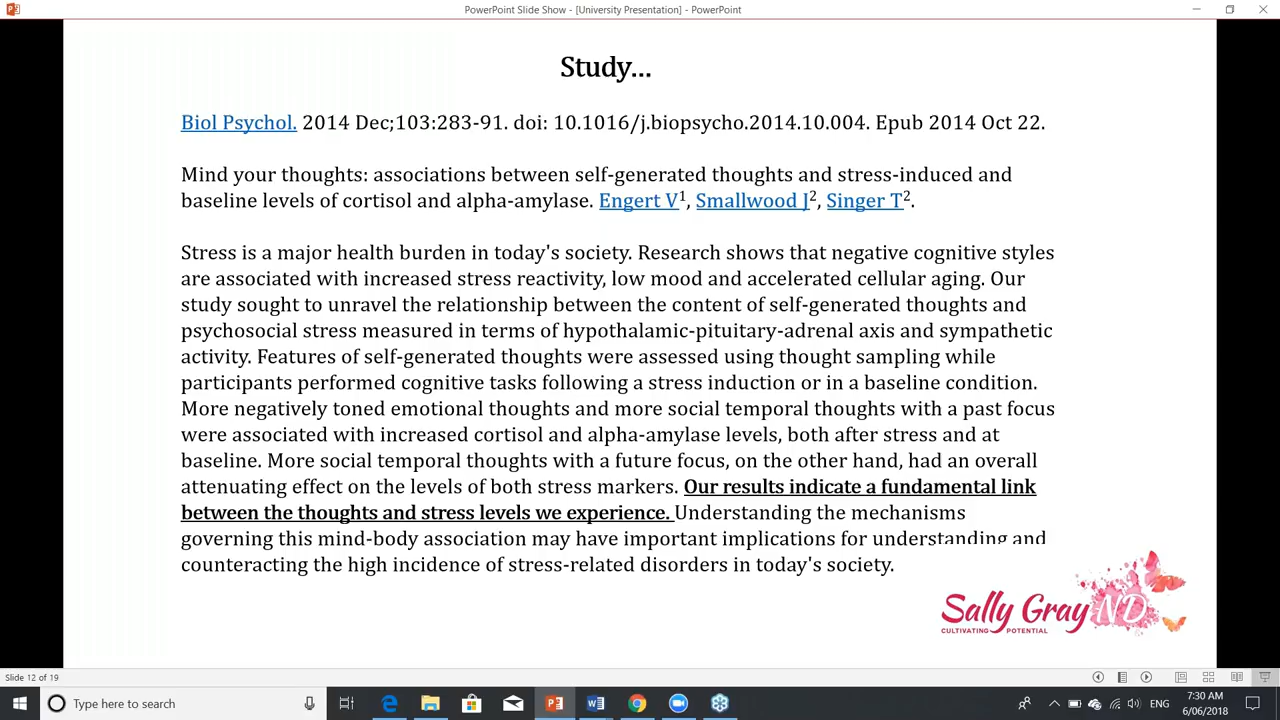 PowerPoint Slide Show - [University Presentation] - PowerPoint
Study...
Biol Psychol. 2014 Dec;103:283-91. doi: 10.1016/j.biopsycho.2014.10.004. Epub 2014 Oct 22.
Mind your thoughts: associations between self-generated thoughts and stress-induced and
baseline levels of cortisol and alpha-amylase. Engert V1, Smallwood J2, Singer T2.
Stress is a major health burden in today's society. Research shows that negative cognitive styles
are associated with increased stress reactivity, low mood and accelerated cellular aging. Our
study sought to unravel the relationship between the content of self-generated thoughts and
psychosocial stress measured in terms of hypothalamic-pituitary-adrenal axis and sympathetic
activity. Features of self-generated thoughts were assessed using thought sampling while
participants performed cognitive tasks following a stress induction or in a baseline condition.
More negatively toned emotional thoughts and more social temporal thoughts with a past focus
were associated with increased cortisol and alpha-amylase levels, both after stress and at
baseline. More social temporal thoughts with a future focus, on the other hand, had an overall
attenuating effect on the levels of both stress markers. Our results indicate a fundamental link
between the thoughts and stress levels we experience. Understanding the mechanisms
governing this mind-body association may have important implications for understanding and
counteracting the high incidence of stress-related disorders in today's society.
Sally Gray ND
CULTIVATING POTENTIAL
Slide 12 of 19
Type here to search
ENG
7:30 AM
6/06/2018